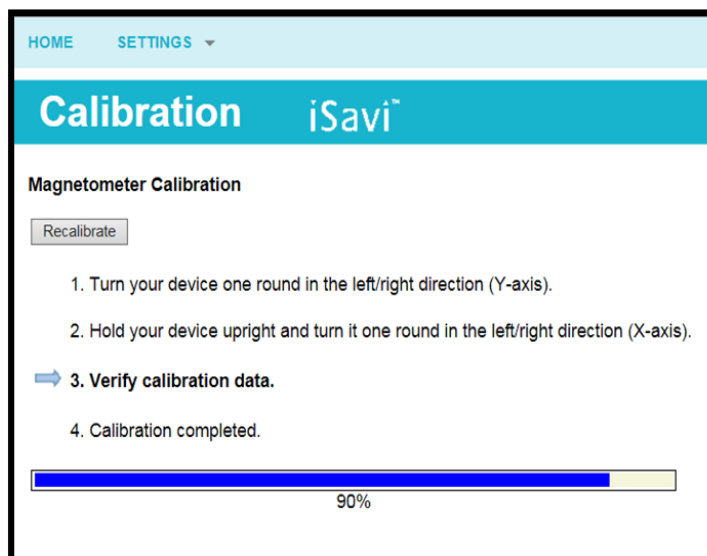 HOME SETTINGS
Calibration iSavi™
Magnetometer Calibration
Recalibrate
1. Turn your device one round in the left/right direction (Y-axis).
2. Hold your device upright and turn it one round in the left/right direction (X-axis).
3. Verify calibration data.
4. Calibration completed.
90%